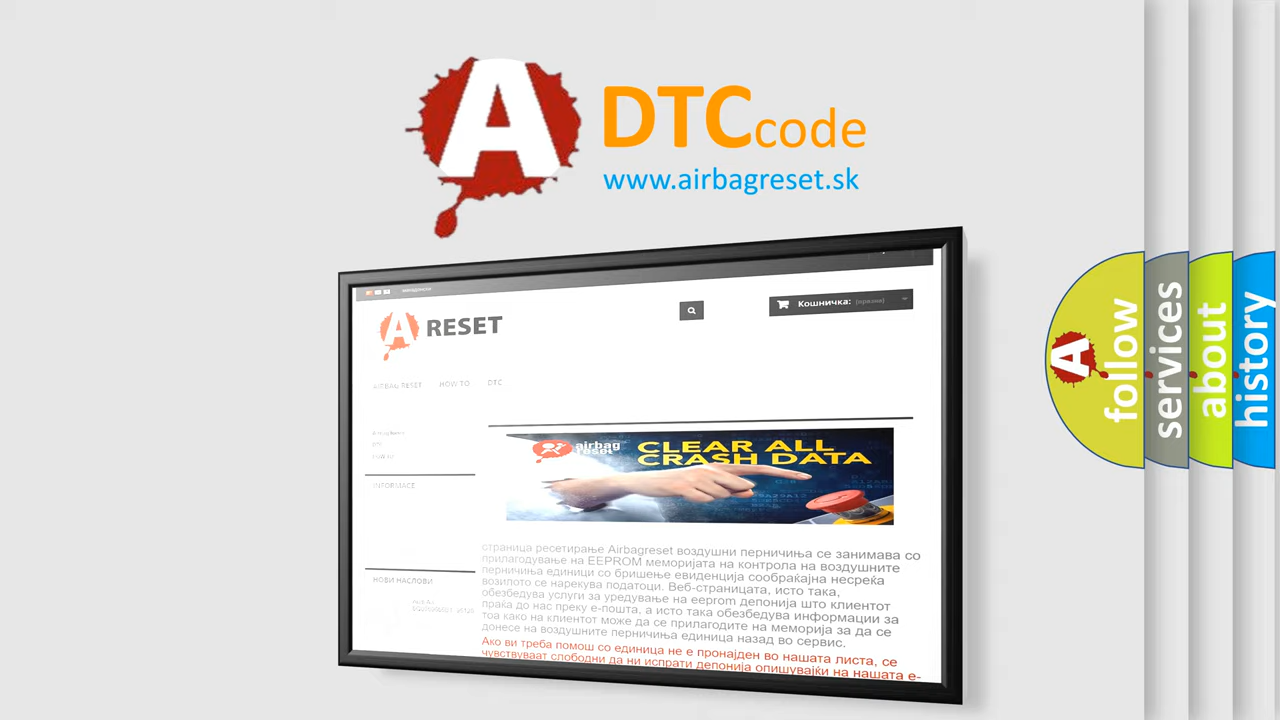 A DTCcode
www.airbagreset.sk
A RESET
Кошничка: (празни)
AIRBAG RESET HOW TO DTC
INFORMACE
airbag
reset
CLEAR ALL
CRASH DATA
страница ресетирање Airbagreset воздушни перничиња се занимава со
прилагодување на EEPROM меморијата на контрола на воздушните
перничиња единици со бришење евиденција сообраќајна несреќа
возилото се нарекува податоци. Веб-страницата, исто така,
обезбедува услуги за уредување на eeprom депонија што клиентот
праќа до нас преку е-пошта, а исто така обезбедува информации за
тоа како на клиентот може да се прилагодите на меморија за да се
донесе на воздушните перничиња единица назад во сервис.
Ако ви треба помош со единица не е пронајден во нашата листа, се
чувствуваат слободни да ни испрати депонија опишувајќи на нашата е-
НОВИ НАСЛОВИ
A follow
services
about
history